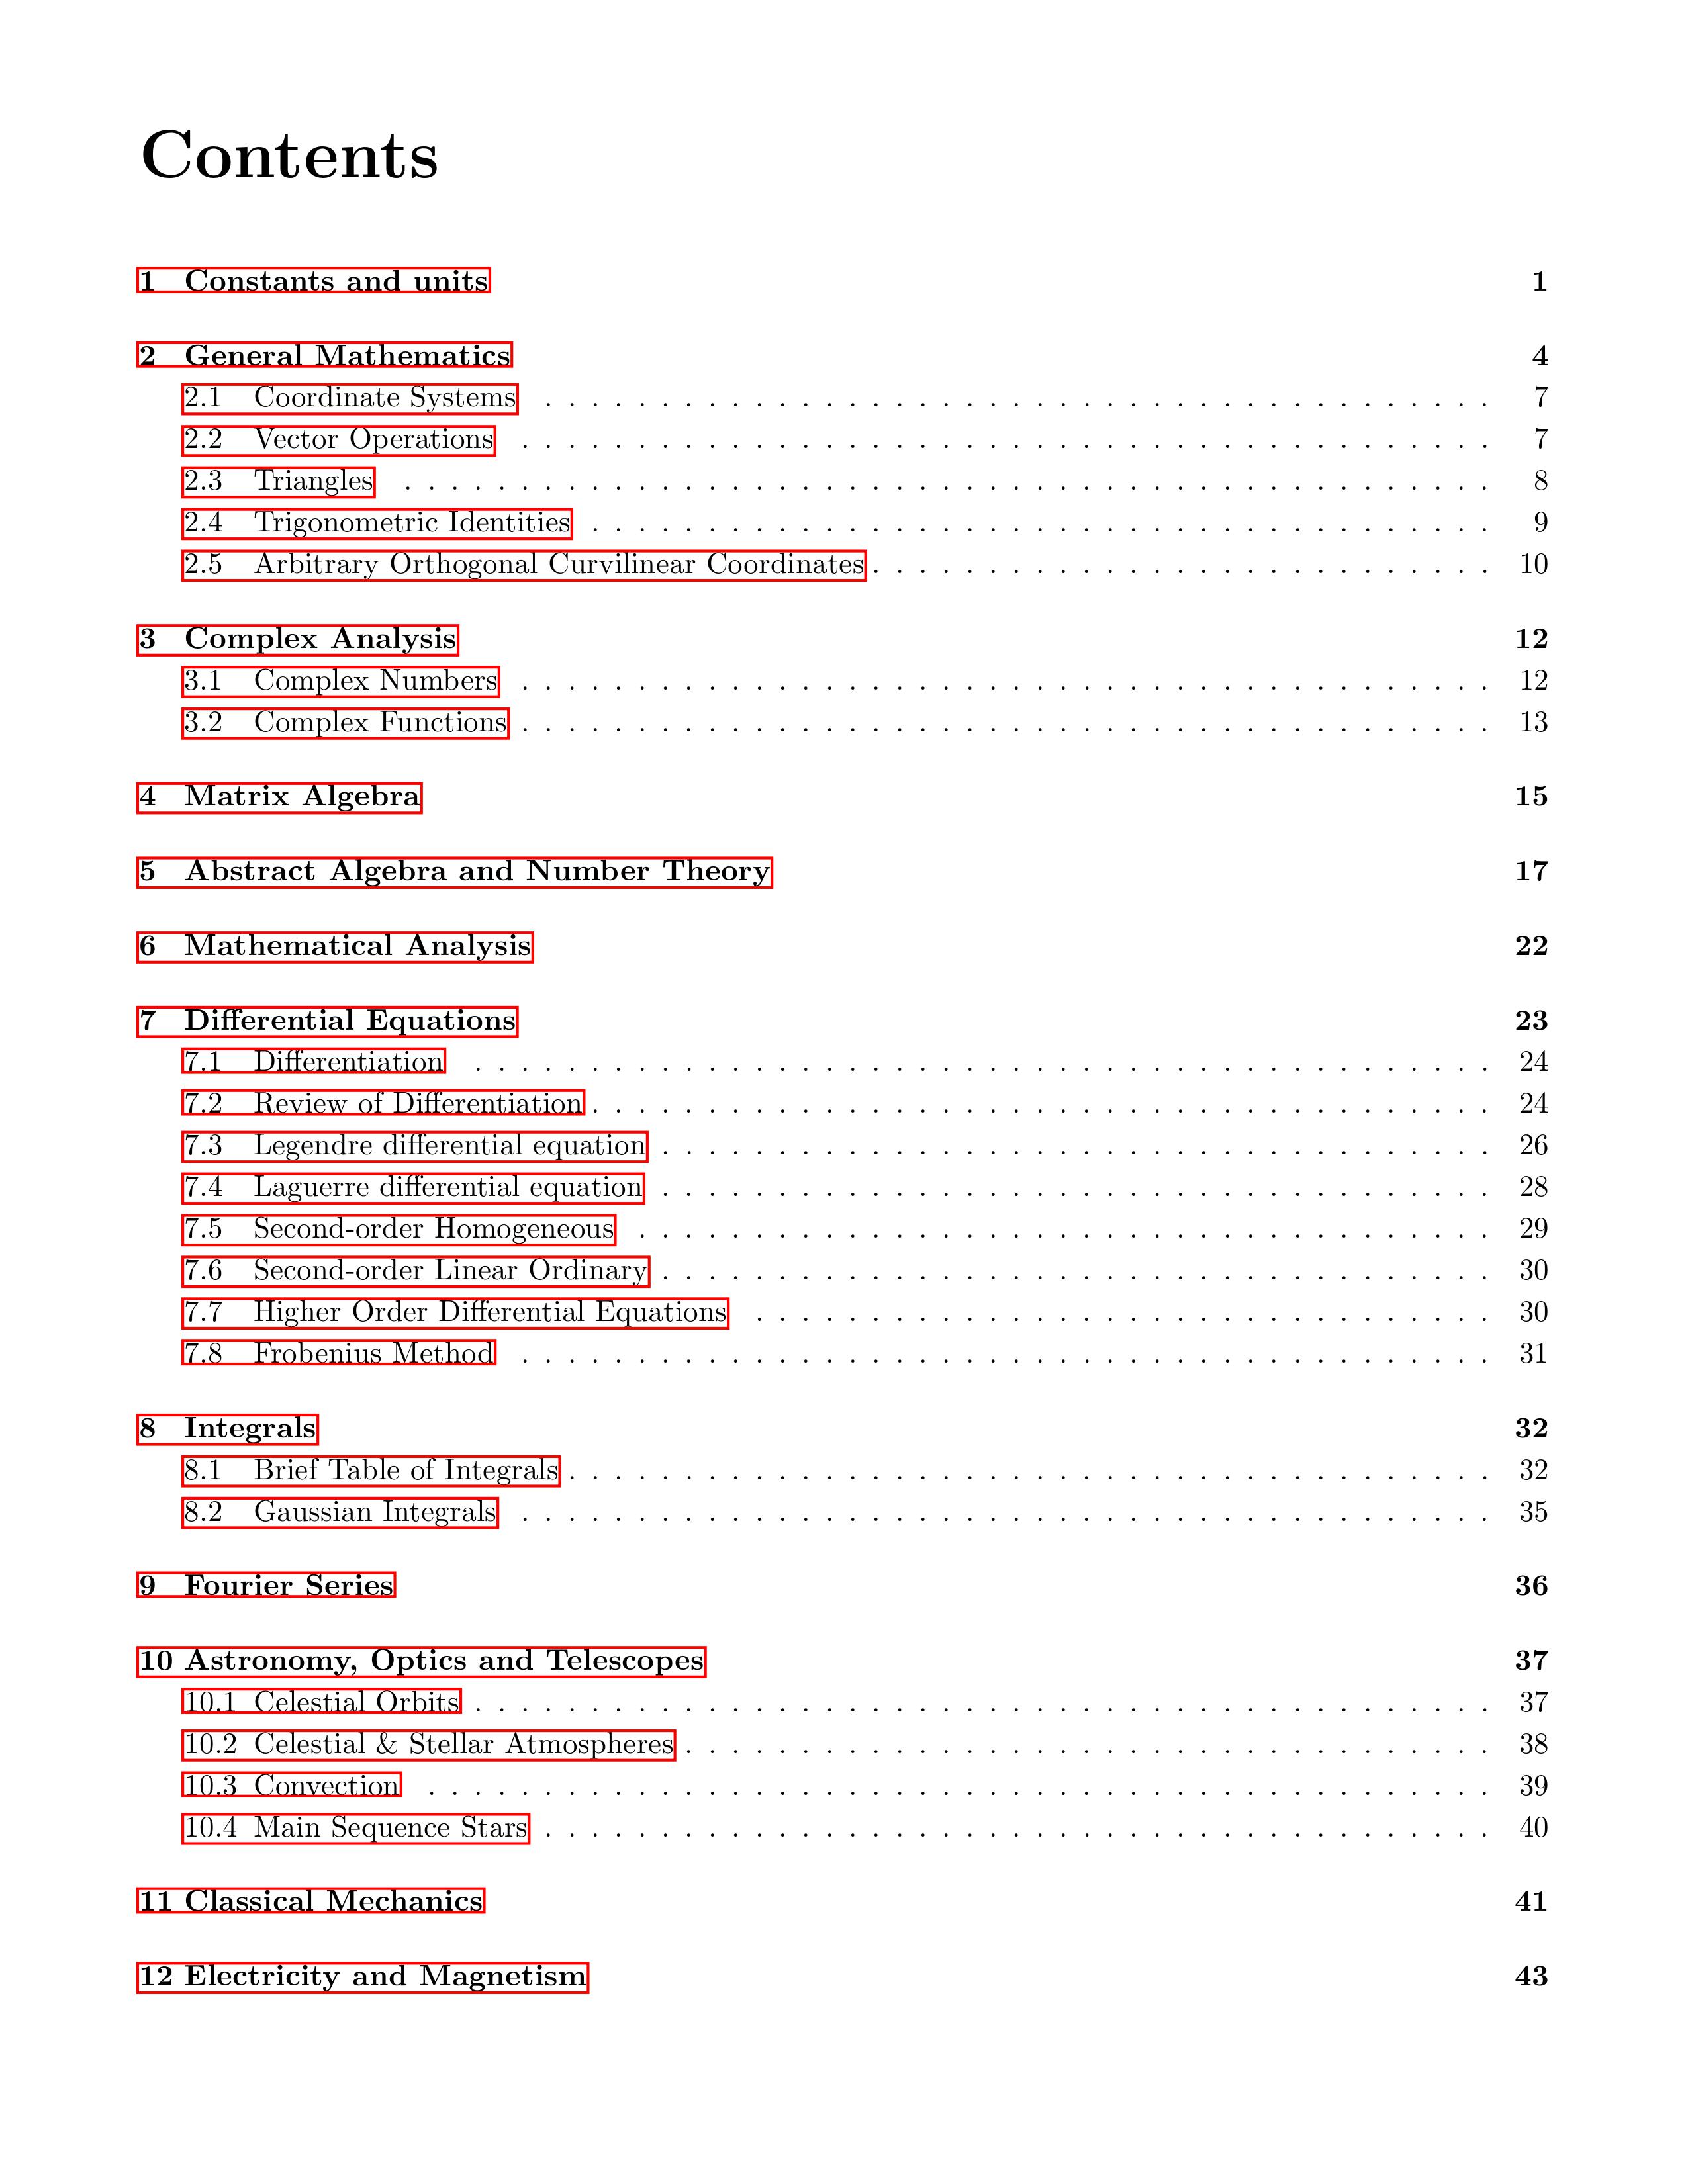 Contents
1 Constants and units 1
2 General Mathematics 4
2.1 Coordinate Systems . . . . . . . . . . . . . . . . . . . . . . . . . . . . . . . . . . . . . . . . . 7
2.2 Vector Operations . . . . . . . . . . . . . . . . . . . . . . . . . . . . . . . . . . . . . . . . . . 7
2.3 Triangles . . . . . . . . . . . . . . . . . . . . . . . . . . . . . . . . . . . . . . . . . . . . . . . 8
2.4 Trigonometric Identities . . . . . . . . . . . . . . . . . . . . . . . . . . . . . . . . . . . . . . . 9
2.5 Arbitrary Orthogonal Curvilinear Coordinates . . . . . . . . . . . . . . . . . . . . . . . . . . . 10
3 Complex Analysis 12
3.1 Complex Numbers . . . . . . . . . . . . . . . . . . . . . . . . . . . . . . . . . . . . . . . . . . 12
3.2 Complex Functions . . . . . . . . . . . . . . . . . . . . . . . . . . . . . . . . . . . . . . . . . . 13
4 Matrix Algebra 15
5 Abstract Algebra and Number Theory 17
6 Mathematical Analysis 22
7 Differential Equations 23
7.1 Differentiation . . . . . . . . . . . . . . . . . . . . . . . . . . . . . . . . . . . . . . . . . . . . 24
7.2 Review of Differentiation . . . . . . . . . . . . . . . . . . . . . . . . . . . . . . . . . . . . . . . 24
7.3 Legendre differential equation . . . . . . . . . . . . . . . . . . . . . . . . . . . . . . . . . . . . 26
7.4 Laguerre differential equation . . . . . . . . . . . . . . . . . . . . . . . . . . . . . . . . . . . . 28
7.5 Second-order Homogeneous . . . . . . . . . . . . . . . . . . . . . . . . . . . . . . . . . . . . . 29
7.6 Second-order Linear Ordinary . . . . . . . . . . . . . . . . . . . . . . . . . . . . . . . . . . . . 30
7.7 Higher Order Differential Equations . . . . . . . . . . . . . . . . . . . . . . . . . . . . . . . . 30
7.8 Frobenius Method . . . . . . . . . . . . . . . . . . . . . . . . . . . . . . . . . . . . . . . . . . 31
8 Integrals 32
8.1 Brief Table of Integrals . . . . . . . . . . . . . . . . . . . . . . . . . . . . . . . . . . . . . . . . 32
8.2 Gaussian Integrals . . . . . . . . . . . . . . . . . . . . . . . . . . . . . . . . . . . . . . . . . . 35
9 Fourier Series 36
10 Astronomy, Optics and Telescopes 37
10.1 Celestial Orbits . . . . . . . . . . . . . . . . . . . . . . . . . . . . . . . . . . . . . . . . . . . . 37
10.2 Celestial & Stellar Atmospheres . . . . . . . . . . . . . . . . . . . . . . . . . . . . . . . . . . . 38
10.3 Convection . . . . . . . . . . . . . . . . . . . . . . . . . . . . . . . . . . . . . . . . . . . . . . 39
10.4 Main Sequence Stars . . . . . . . . . . . . . . . . . . . . . . . . . . . . . . . . . . . . . . . . . 40
11 Classical Mechanics 41
12 Electricity and Magnetism 43